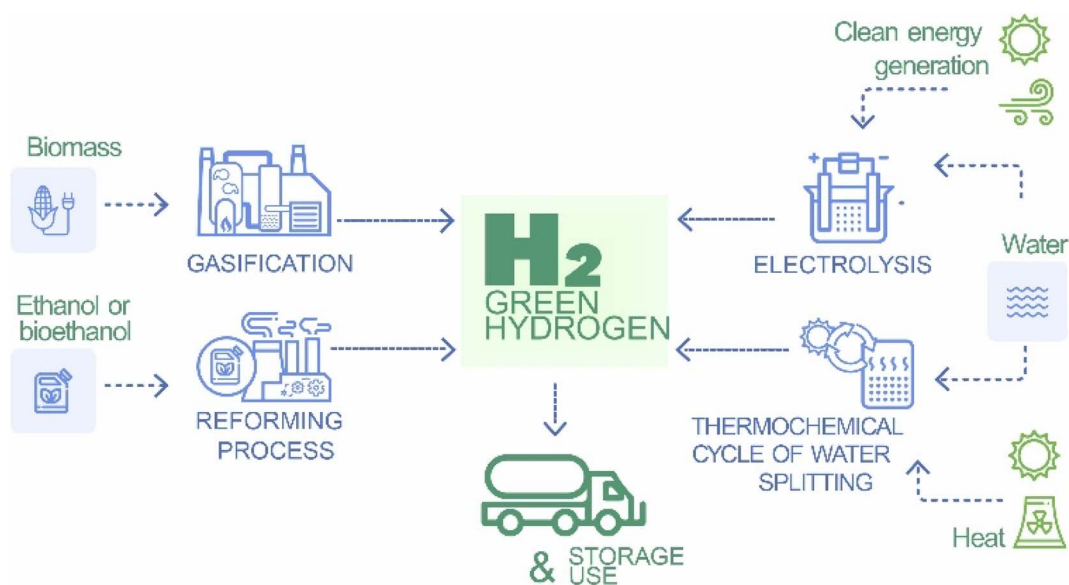 Clean energy
generation
Biomass
GASIFICATION
Ethanol or
bioethanol
REFORMING
PROCESS
H2
GREEN
HYDROGEN
+ -
-
ELECTROLYSIS
Water
THERMOCHEMICAL
CYCLE OF WATER
SPLITTING
Heat
& STORAGE
USE